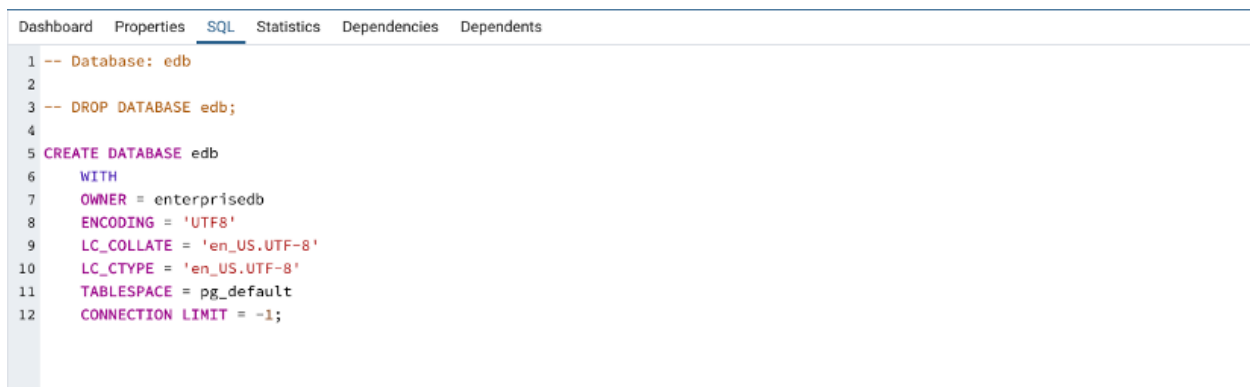 Dashboard Properties SQL Statistics Dependencies Dependents
1 -- Database: edb
2
3 -- DROP DATABASE edb;
4
5 CREATE DATABASE edb
6     WITH
7     OWNER = enterprisedb
8     ENCODING = 'UTF8'
9     LC_COLLATE = 'en_US.UTF-8'
10     LC_CTYPE = 'en_US.UTF-8'
11     TABLESPACE = pg_default
12     CONNECTION LIMIT = -1;